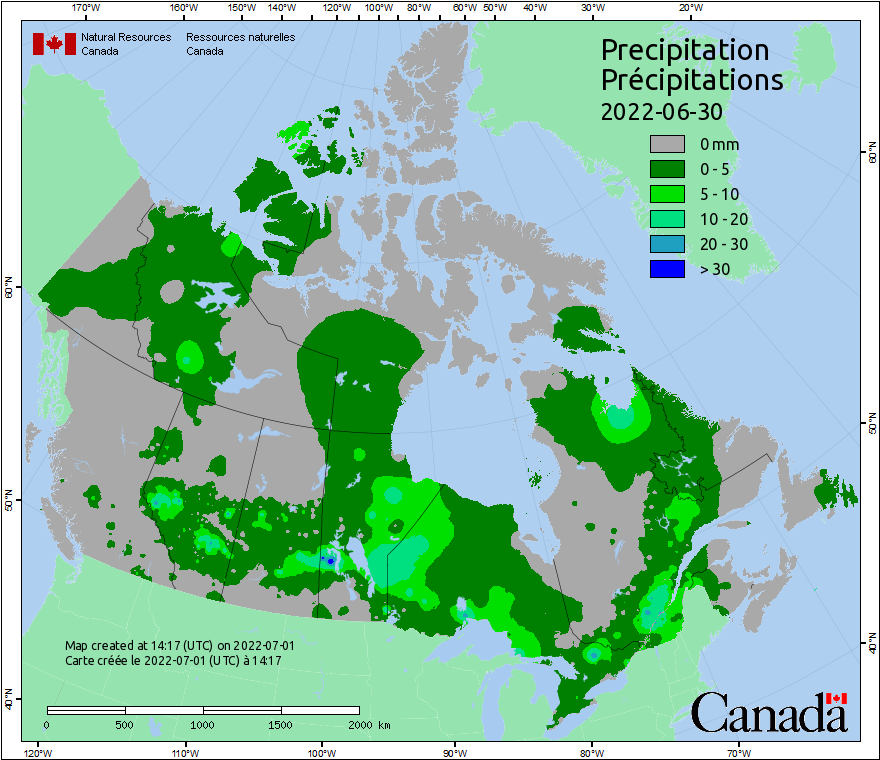 170°W 160°W 150°W 140°W 120°W 100°W 80°W 60°W 50°W 40°W 30°W 20°W
Natural Resources Ressources naturelles
Canada Canada
Precipitation
Précipitations
2022-06-30
0 mm
0 - 5
5 - 10
10 - 20
20 - 30
> 30
60°N
60°N
50°N
50°N
40°N
40°N
Map created at 14:17 (UTC) on 2022-07-01
Carte créée le 2022-07-01 (UTC) à 14:17
0 500 1000 1500 2000 km
Canada
120°W 110°W 100°W 90°W 80°W 70°W